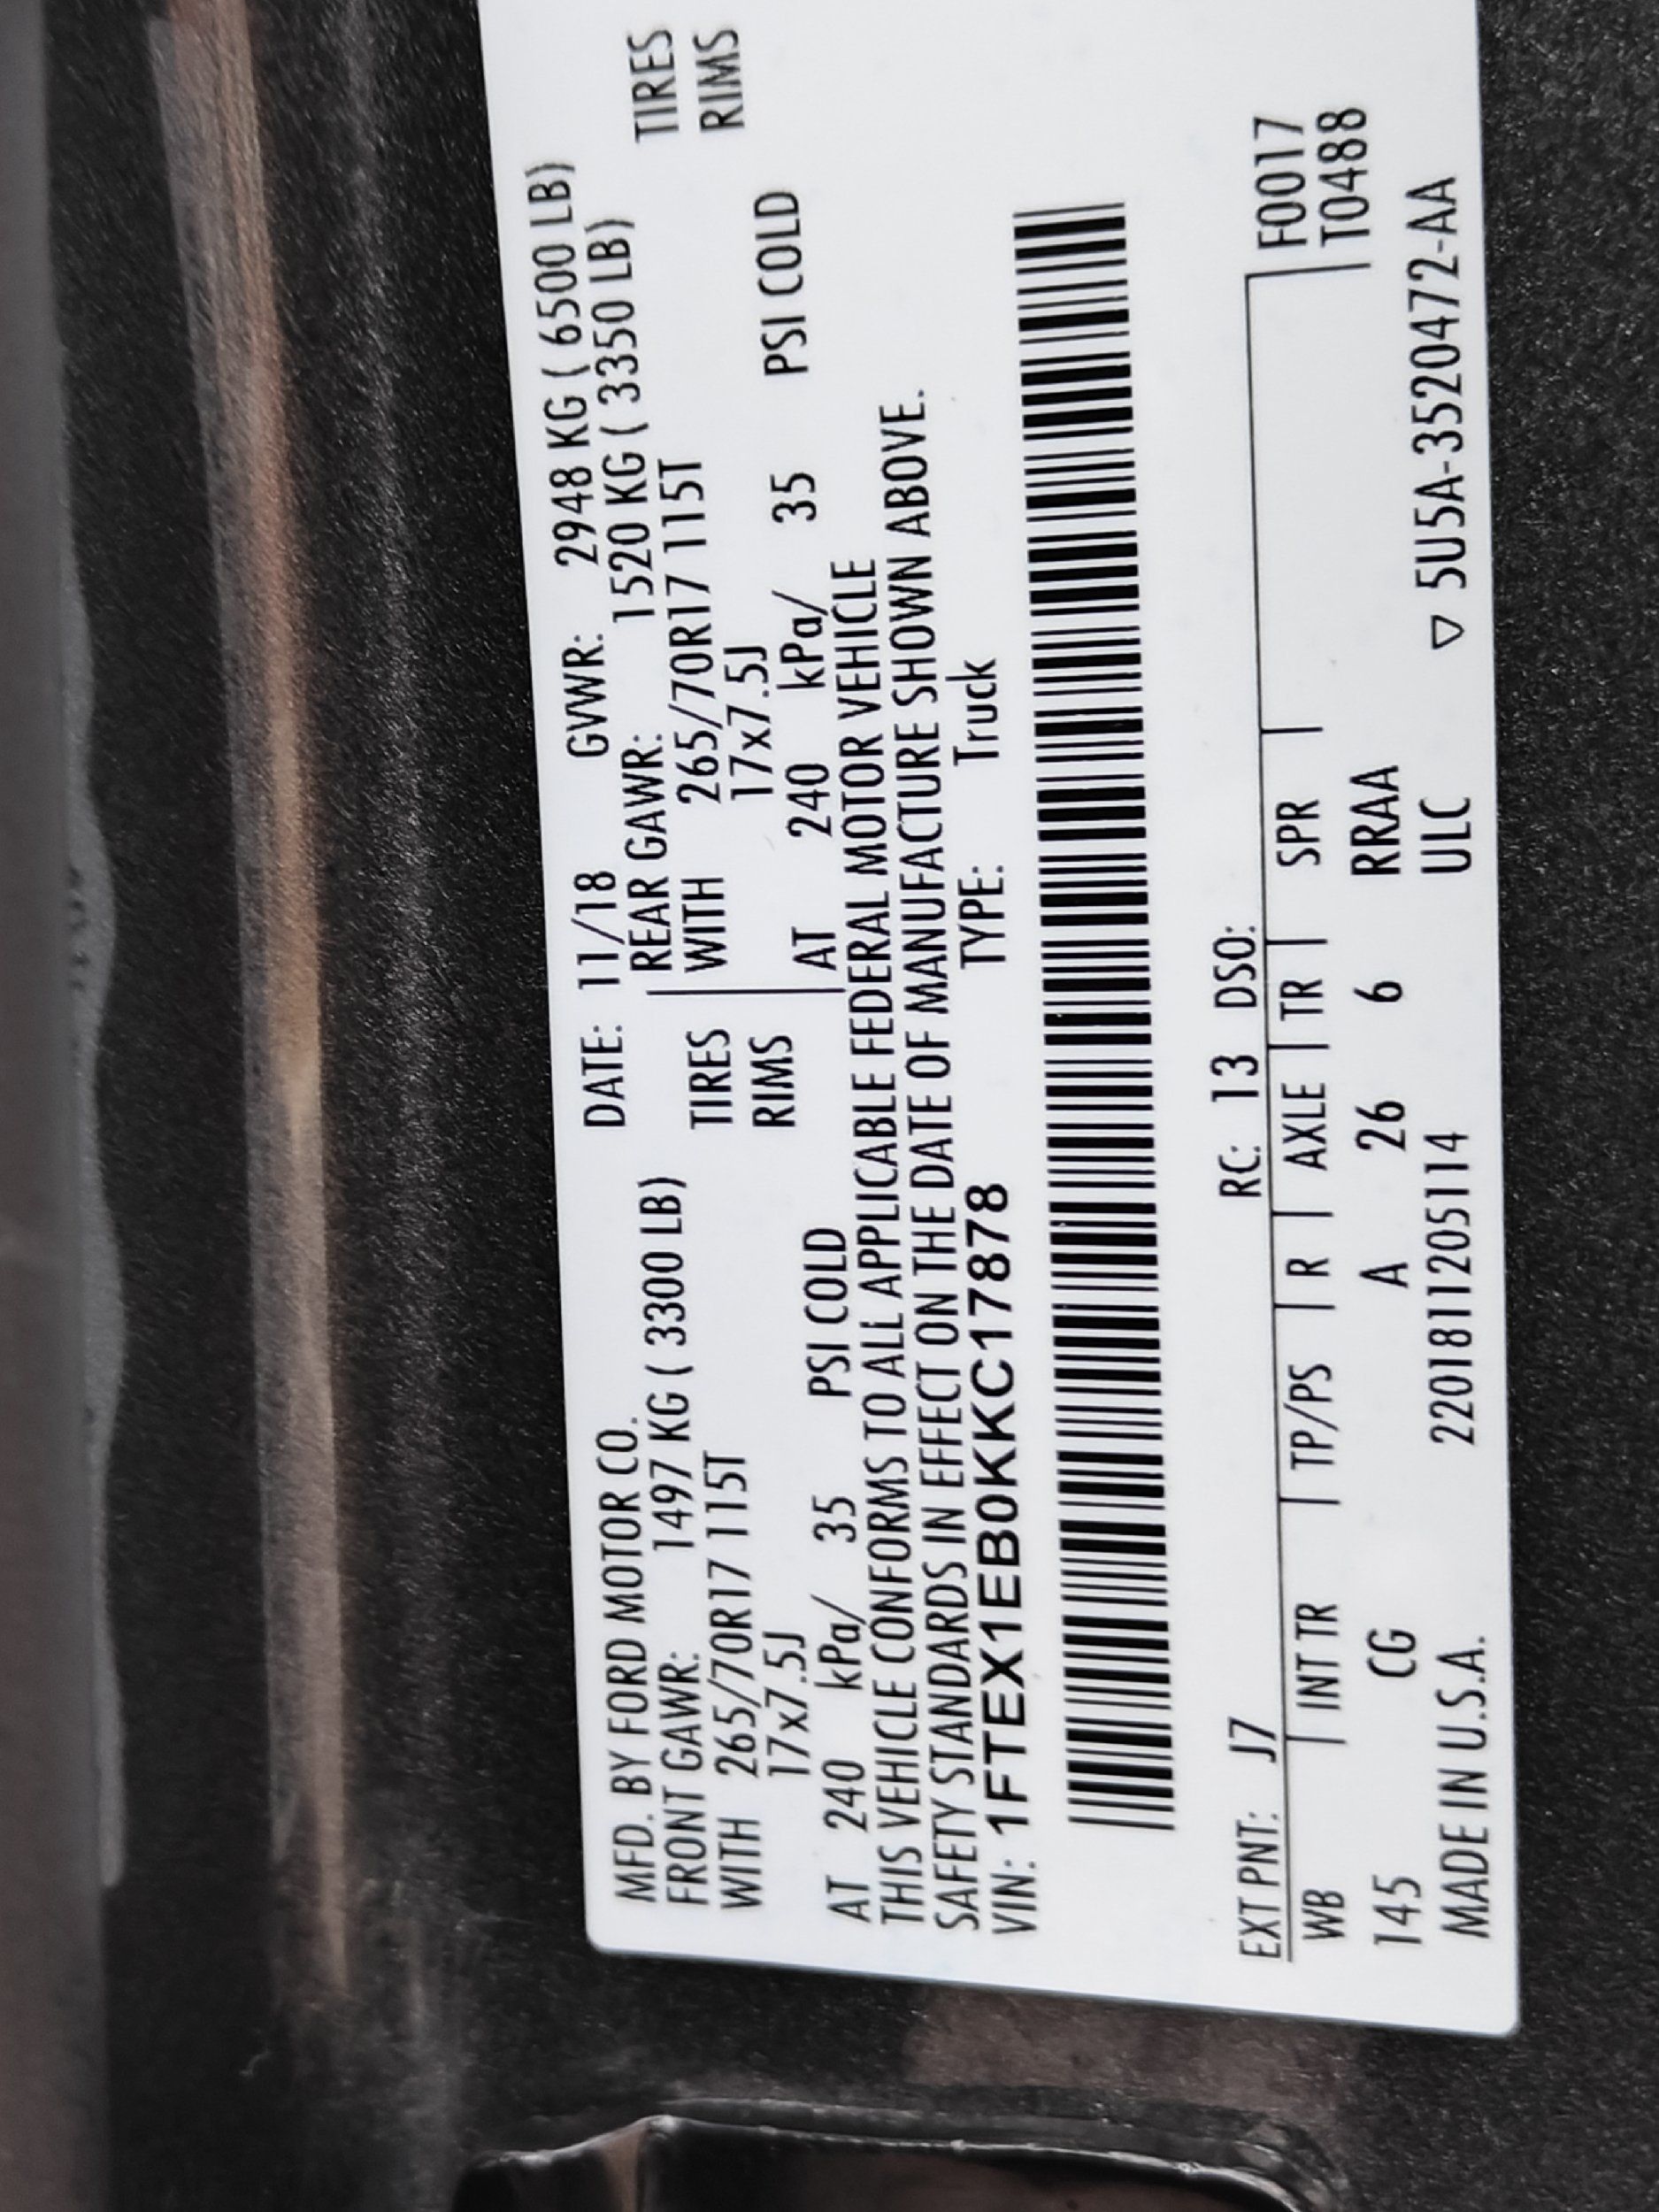 MFD. BY FORD MOTOR CO. DATE: 11/18 GVWR: 2948 KG ( 6500 LB)
FRONT GAWR: 1497 KG ( 3300 LB) REAR GAWR: 1520 KG ( 3350 LB)
WITH 265/70R17 115T TIRES WITH 265/70R17 115T TIRES
17x7.5J RIMS 17x7.5J RIMS
AT 240 kPa/ 35 PSI COLD AT 240 kPa/ 35 PSI COLD
THIS VEHICLE CONFORMS TO ALL APPLICABLE FEDERAL MOTOR VEHICLE
SAFETY STANDARDS IN EFFECT ON THE DATE OF MANUFACTURE SHOWN ABOVE.
VIN: 1FTEX1EB0KKC17878 TYPE: Truck
EXT PNT: J7 RC: 13 DSO:
WB INT TR TP/PS R AXLE TR SPR F0017
T0488
145 CG A 26 6 RRAA
MADE IN U.S.A. 220181120511​4 ULC ▽ 5U5A-3520472-AA